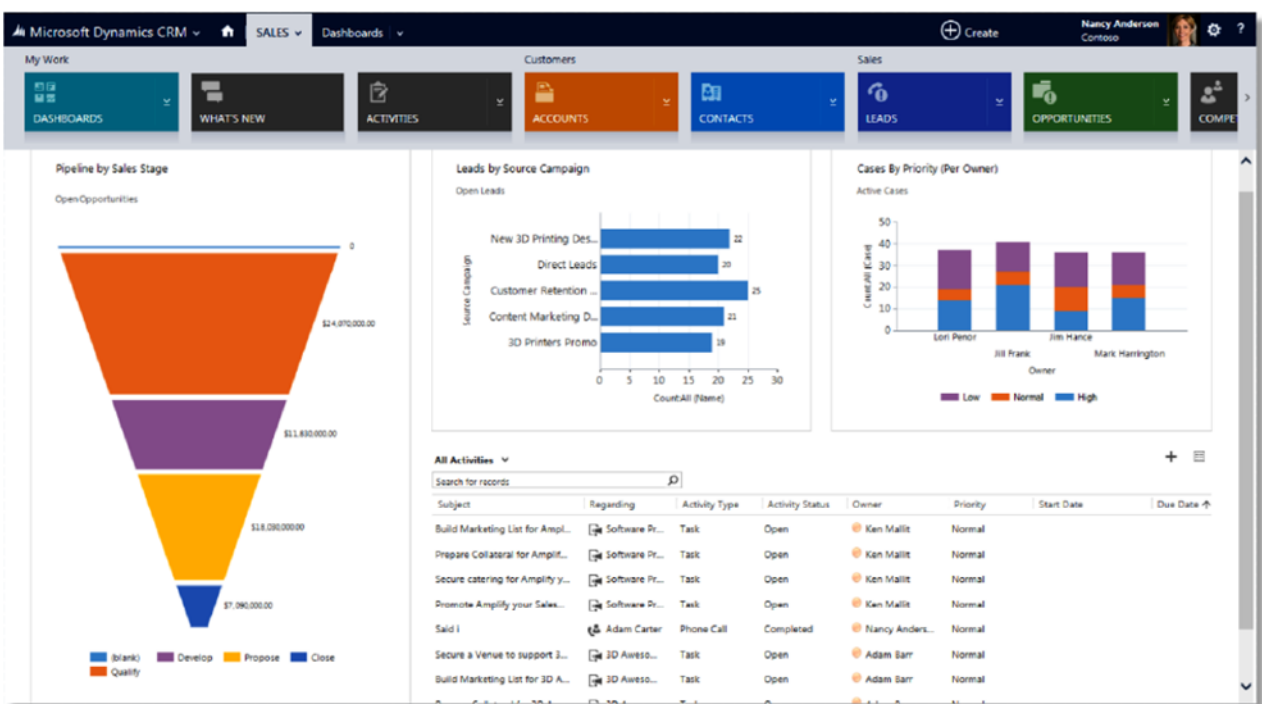 Microsoft Dynamics CRM
SALES
Dashboards
Create
Nancy Anderson
Contoso
?
My Work
Customers
Sales
DASHBOARDS
WHAT'S NEW
ACTIVITIES
ACCOUNTS
CONTACTS
LEADS
OPPORTUNITIES
COMPE
Pipeline by Sales Stage
Open Opportunities
0
$24,070,000.00
$11,830,000.00
$18,030,000.00
$7,090,000.00
(blank) Develop Propose Close
Qualify
Leads by Source Campaign
Open Leads
Source Campaign
New 3D Printing Des... 22
Direct Leads 20
Customer Retention ... 25
Content Marketing D... 21
3D Printers Promo 19
0 5 10 15 20 25 30
Count:All (Name)
Cases By Priority (Per Owner)
Active Cases
Count:All (Case)
50
40
30
20
10
0
Lori Penor Jim Hance
Jill Frank Mark Harrington
Owner
Low Normal High
All Activities
Search for records
Subject Regarding Activity Type Activity Status Owner Priority Start Date Due Date
Build Marketing List for Ampl... Software Pr... Task Open Ken Mallit Normal
Prepare Collateral for Amplif... Software Pr... Task Open Ken Mallit Normal
Secure catering for Amplify y... Software Pr... Task Open Ken Mallit Normal
Promote Amplify your Sales... Software Pr... Task Open Ken Mallit Normal
Said i Adam Carter Phone Call Completed Nancy Anders... Normal
Secure a Venue to support 3... 3D Aweso... Task Open Adam Barr Normal
Build Marketing List for 3D A... 3D Aweso... Task Open Adam Barr Normal